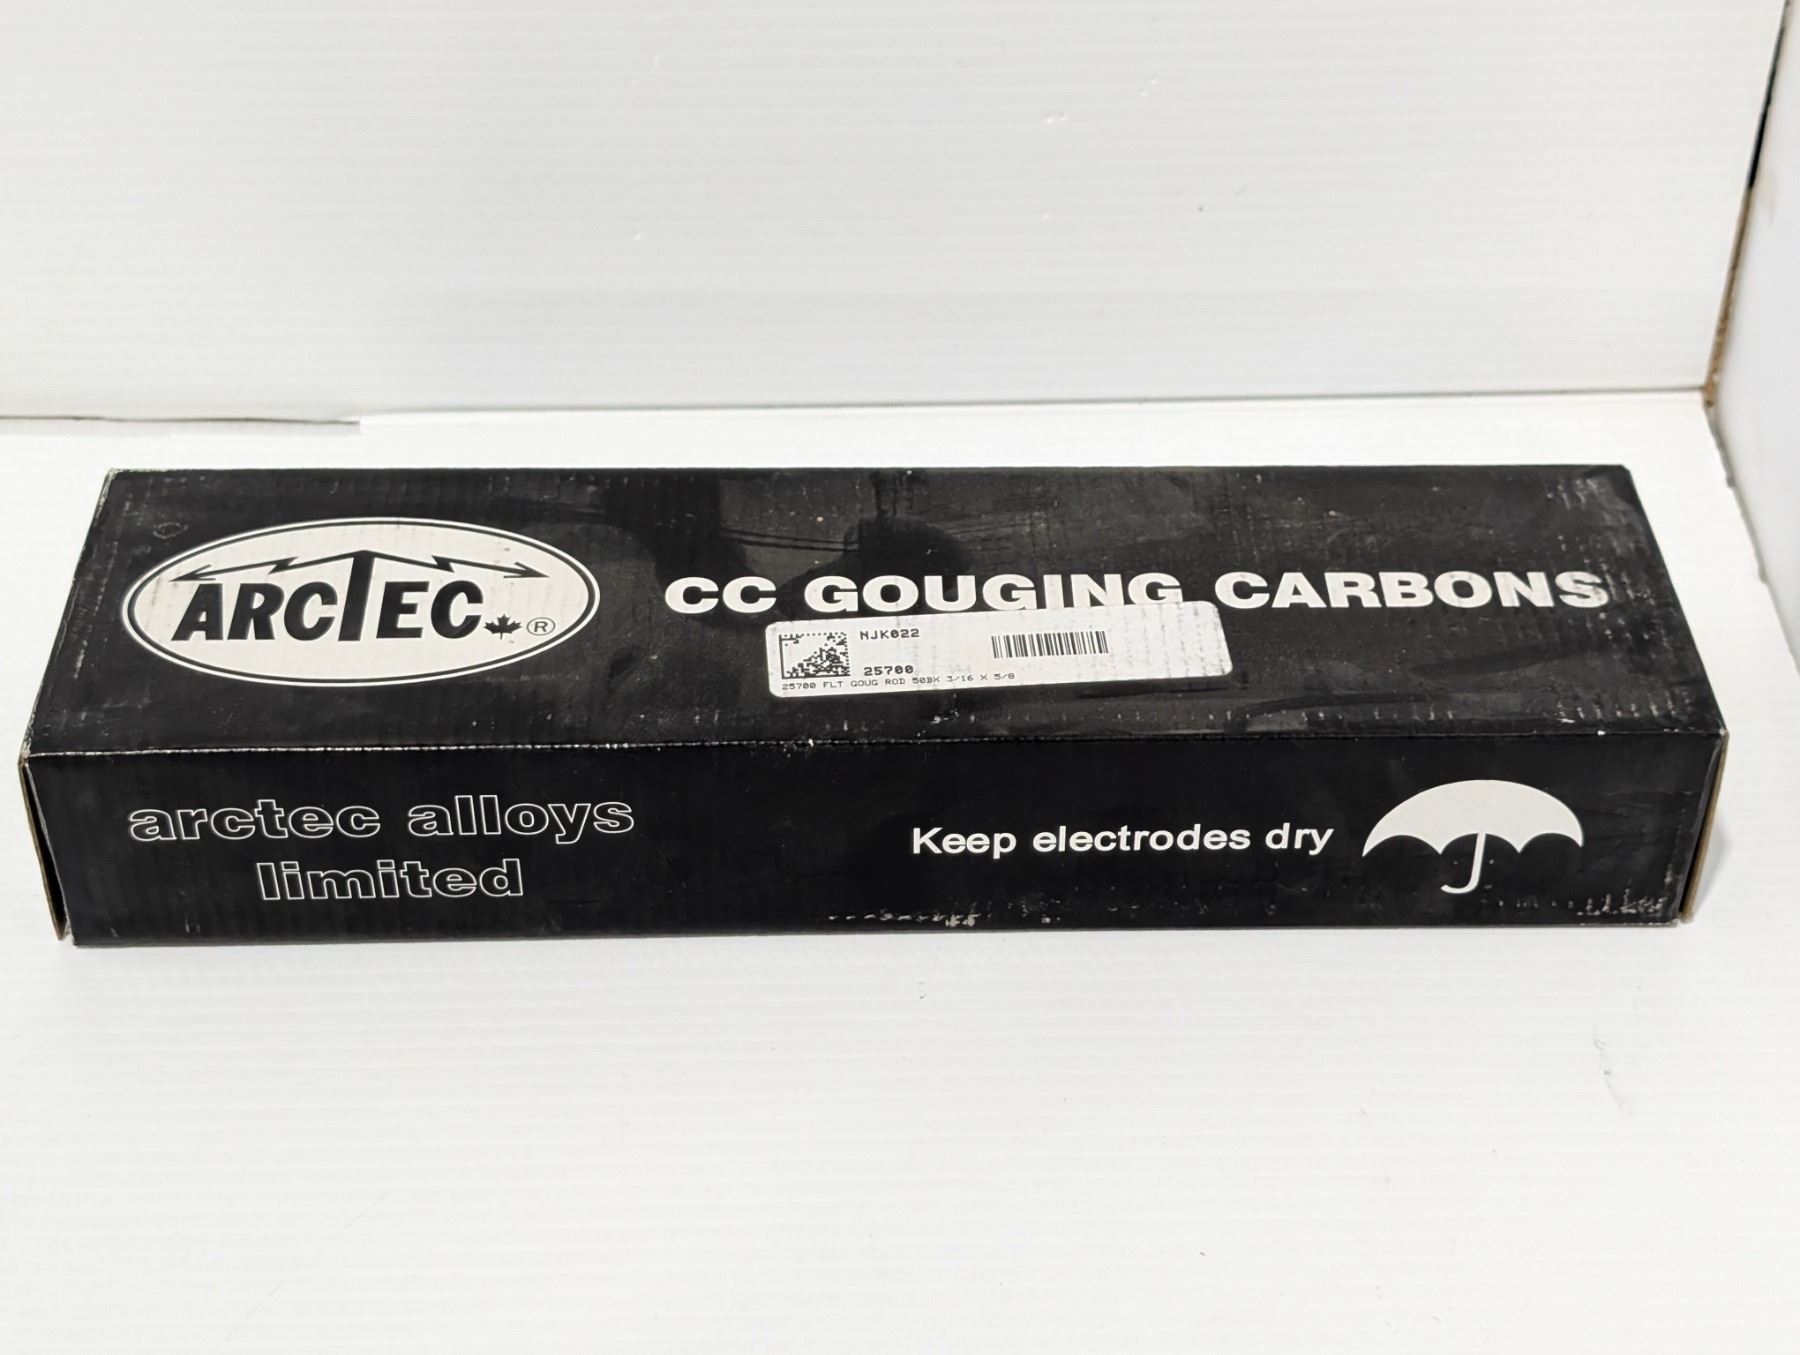 ARCTEC ®
CC GOUGING CARBONS
NJK022
25700
25700 FLT GOUG ROD 50BX 3/16 X 5/8
arctec alloys
limited
Keep electrodes dry